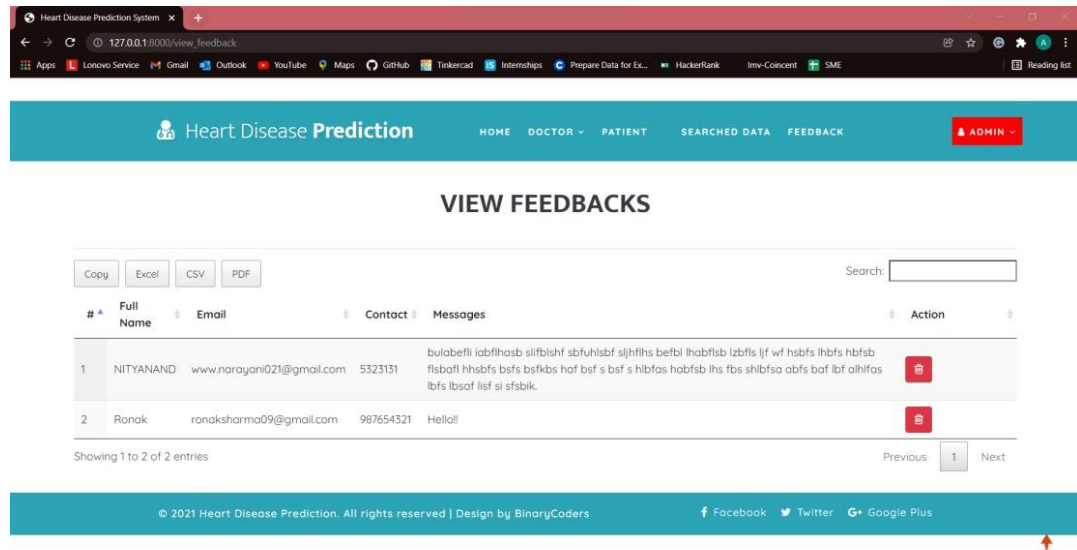 Heart Disease Prediction System
127.0.0.1:8000/view_feedback
Apps Lonovo Service Gmail Outlook YouTube Maps GitHub Tinkercad Internships Prepare Data for Ex... HackerRank Imv-Coincent SME Reading list
Heart Disease Prediction HOME DOCTOR PATIENT SEARCHED DATA FEEDBACK ADMIN
VIEW FEEDBACKS
Copy Excel CSV PDF Search:
# Full Name Email Contact Messages Action
1 NITYANAND www.narayani021@gmail.com 5323131 bulabefli iabflhasb slifblshf sbfuhlsbf sljhflhs befbl lhabflsb lzbfls ljf wf hsbfs lhbfs hbfsb
flsbafl hhsbfs bsfs bsfkbs haf bsf s bsf s hlbfas habfsb lhs fbs shlbfsa abfs baf lbf alhlfas
lbfs lbsaf lisf si sfsbik.
2 Ronak ronaksharma09@gmail.com 987654321 Hello!!
Showing 1 to 2 of 2 entries Previous 1 Next
© 2021 Heart Disease Prediction. All rights reserved | Design by BinaryCoders Facebook Twitter G+ Google Plus